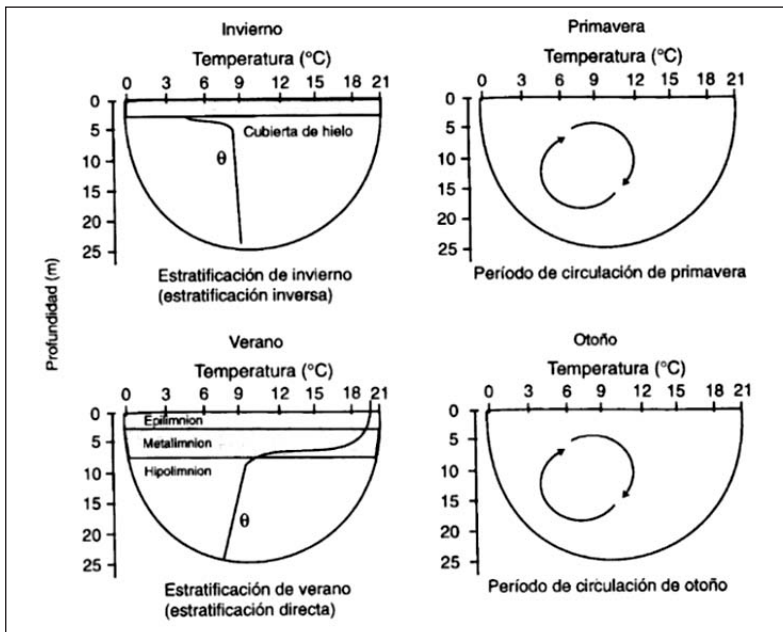 Invierno
Temperatura (°C)
0 3 6 9 12 15 18 21
0
5
10
15
20
25
Cubierta de hielo
θ
Estratificación de invierno
(estratificación inversa)
Primavera
Temperatura (°C)
0 3 6 9 12 15 18 21
0
5
10
15
20
25
Período de circulación de primavera
Profundidad (m)
Verano
Temperatura (°C)
0 3 6 9 12 15 18 21
0
5
10
15
20
25
Epilimnion
Metalimnion
Hipolimnion
θ
Estratificación de verano
(estratificación directa)
Otoño
Temperatura (°C)
0 3 6 9 12 15 18 21
0
5
10
15
20
25
Período de circulación de otoño